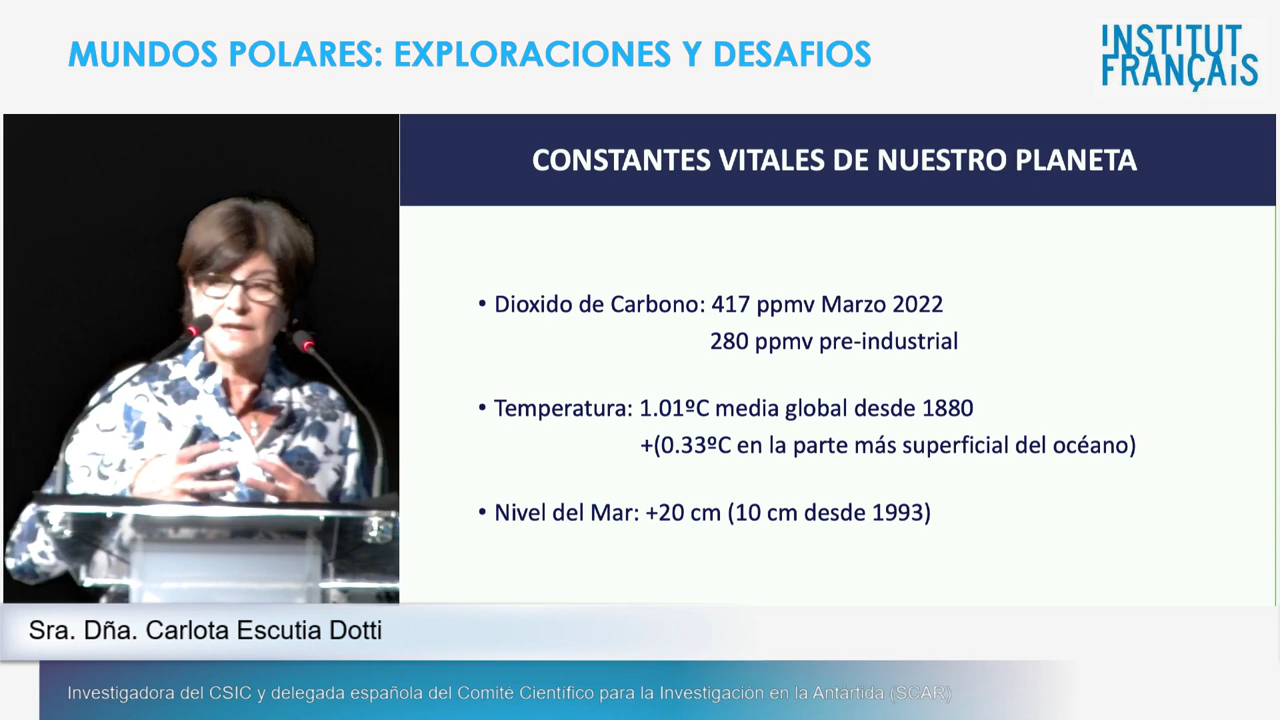 MUNDOS POLARES: EXPLORACIONES Y DESAFIOS
INSTITUT
FRANÇAIS
CONSTANTES VITALES DE NUESTRO PLANETA
• Dioxido de Carbono: 417 ppmv Marzo 2022
280 ppmv pre-industrial
• Temperatura: 1.01ºC media global desde 1880
+(0.33ºC en la parte más superficial del océano)
• Nivel del Mar: +20 cm (10 cm desde 1993)
Sra. Dña. Carlota Escutia Dotti
Investigadora del CSIC y delegada española del Comité Científico para la Investigación en la Antártida (SCAR)